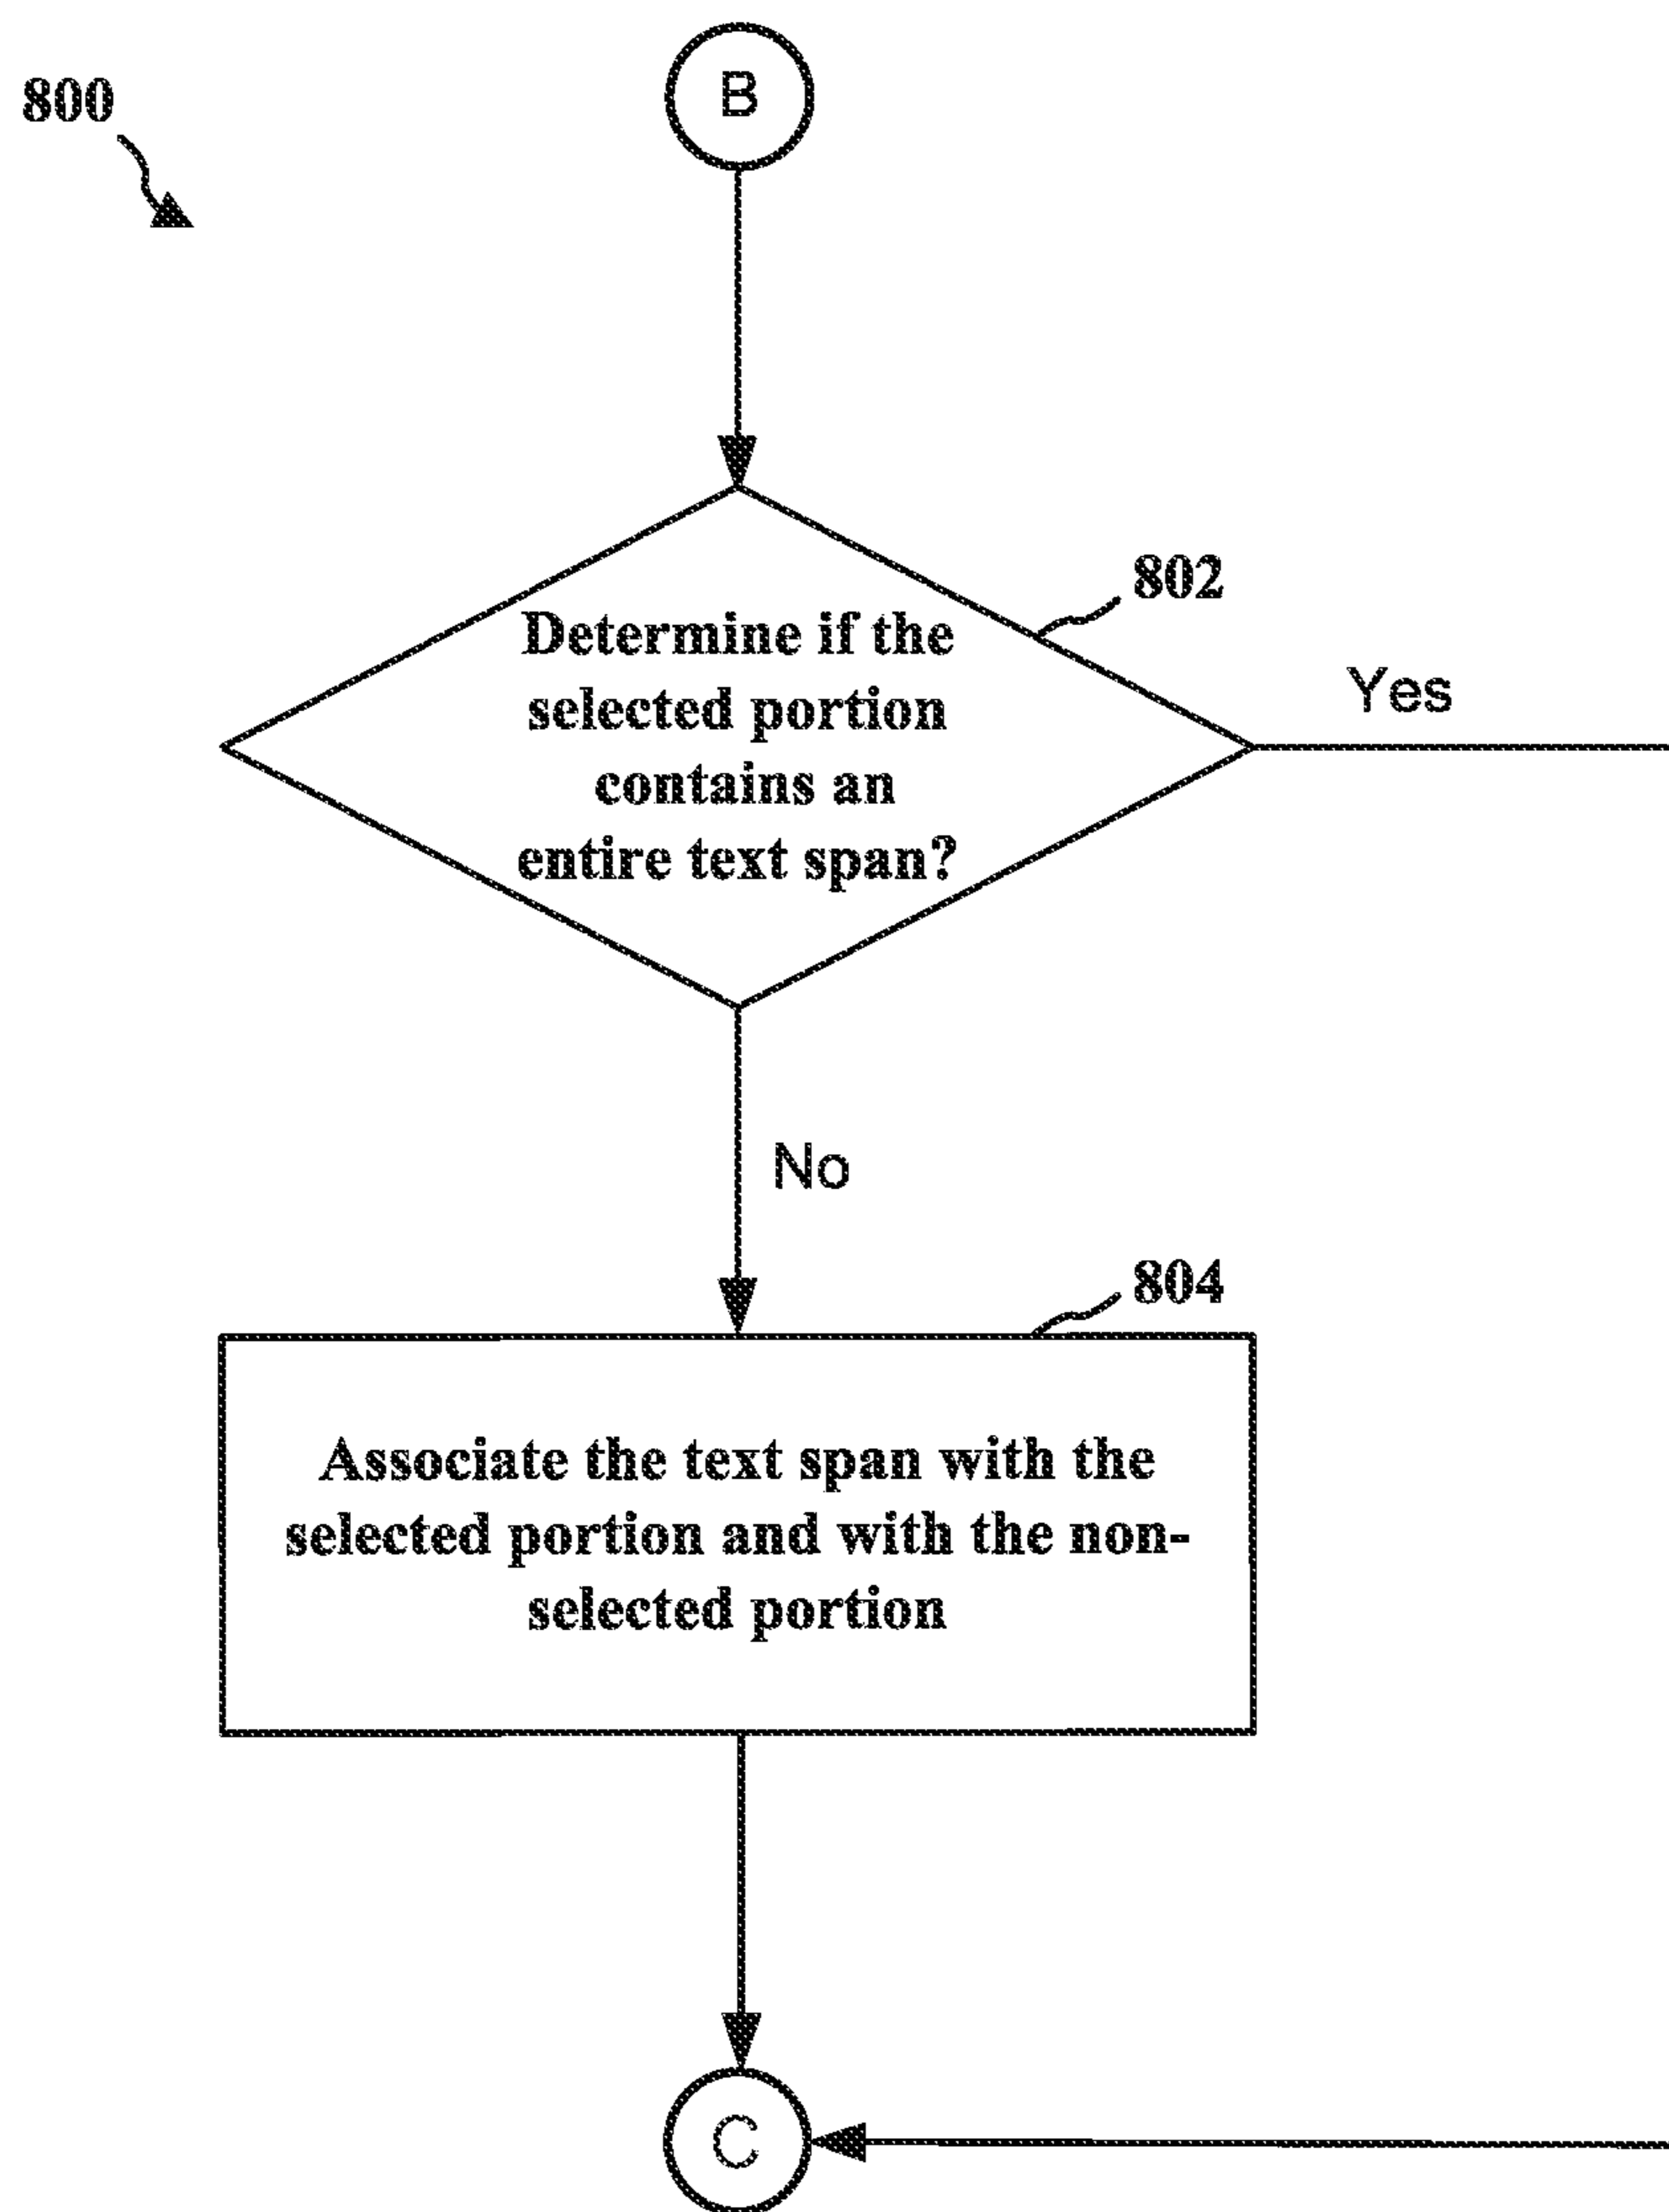 800
B
802
Determine if the
selected portion
contains an
entire text span?
Yes
No
804
Associate the text span with the
selected portion and with the non-
selected portion
C